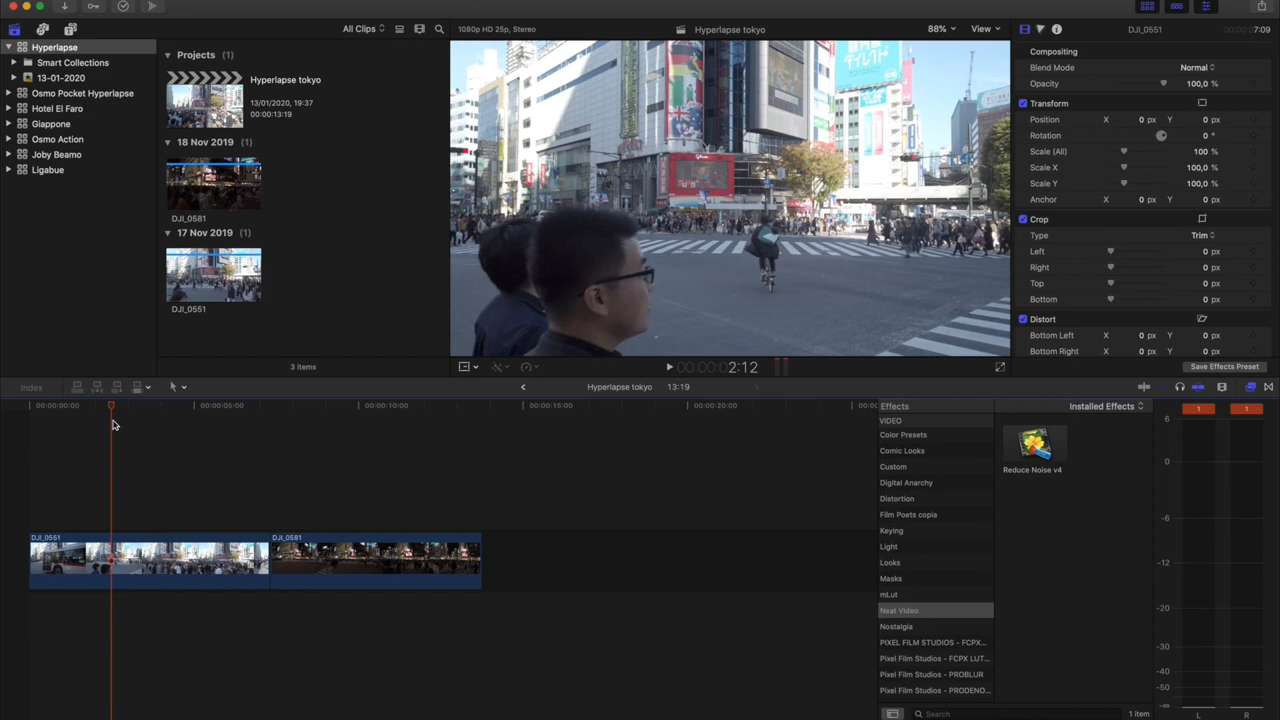 All Clips
1080p HD 25p, Stereo
Hyperlapse tokyo
88%
View
DJI_0551
7:09
Hyperlapse
Smart Collections
13-01-2020
Osmo Pocket Hyperlapse
Hotel El Faro
Giappone
Osmo Action
Joby Beamo
Ligabue
Projects (1)
Hyperlapse tokyo
13/01/2020, 19:37
00:00:13:19
18 Nov 2019 (1)
DJI_0581
17 Nov 2019 (1)
DJI_0551
3 items
00:00:00 2:12
Compositing
Blend Mode Normal
Opacity 100,0 %
Transform
Position X 0 px Y 0 px
Rotation 0 °
Scale (All) 100 %
Scale X 100,0 %
Scale Y 100,0 %
Anchor X 0 px Y 0 px
Crop
Type Trim
Left 0 px
Right 0 px
Top 0 px
Bottom 0 px
Distort
Bottom Left X 0 px Y 0 px
Bottom Right X 0 px Y 0 px
Save Effects Preset
Index
Hyperlapse tokyo 13:19
00:00:00:00 00:00:05:00 00:00:10:00 00:00:15:00 00:00:20:00 00:0
DJI_0551 DJI_0581
Effects
Installed Effects
VIDEO
Color Presets
Comic Looks
Custom
Digital Anarchy
Distortion
Film Poets copia
Keying
Light
Looks
Masks
mLut
Neat Video
Nostalgia
PIXEL FILM STUDIOS - FCPX...
Pixel Film Studios - FCPX LUT...
Pixel Film Studios - PROBLUR
Pixel Film Studios - PRODENO...
Reduce Noise v4
Search
1 item
1 1
6
0
-6
-12
-20
-30
-40
-50
-∞
L R